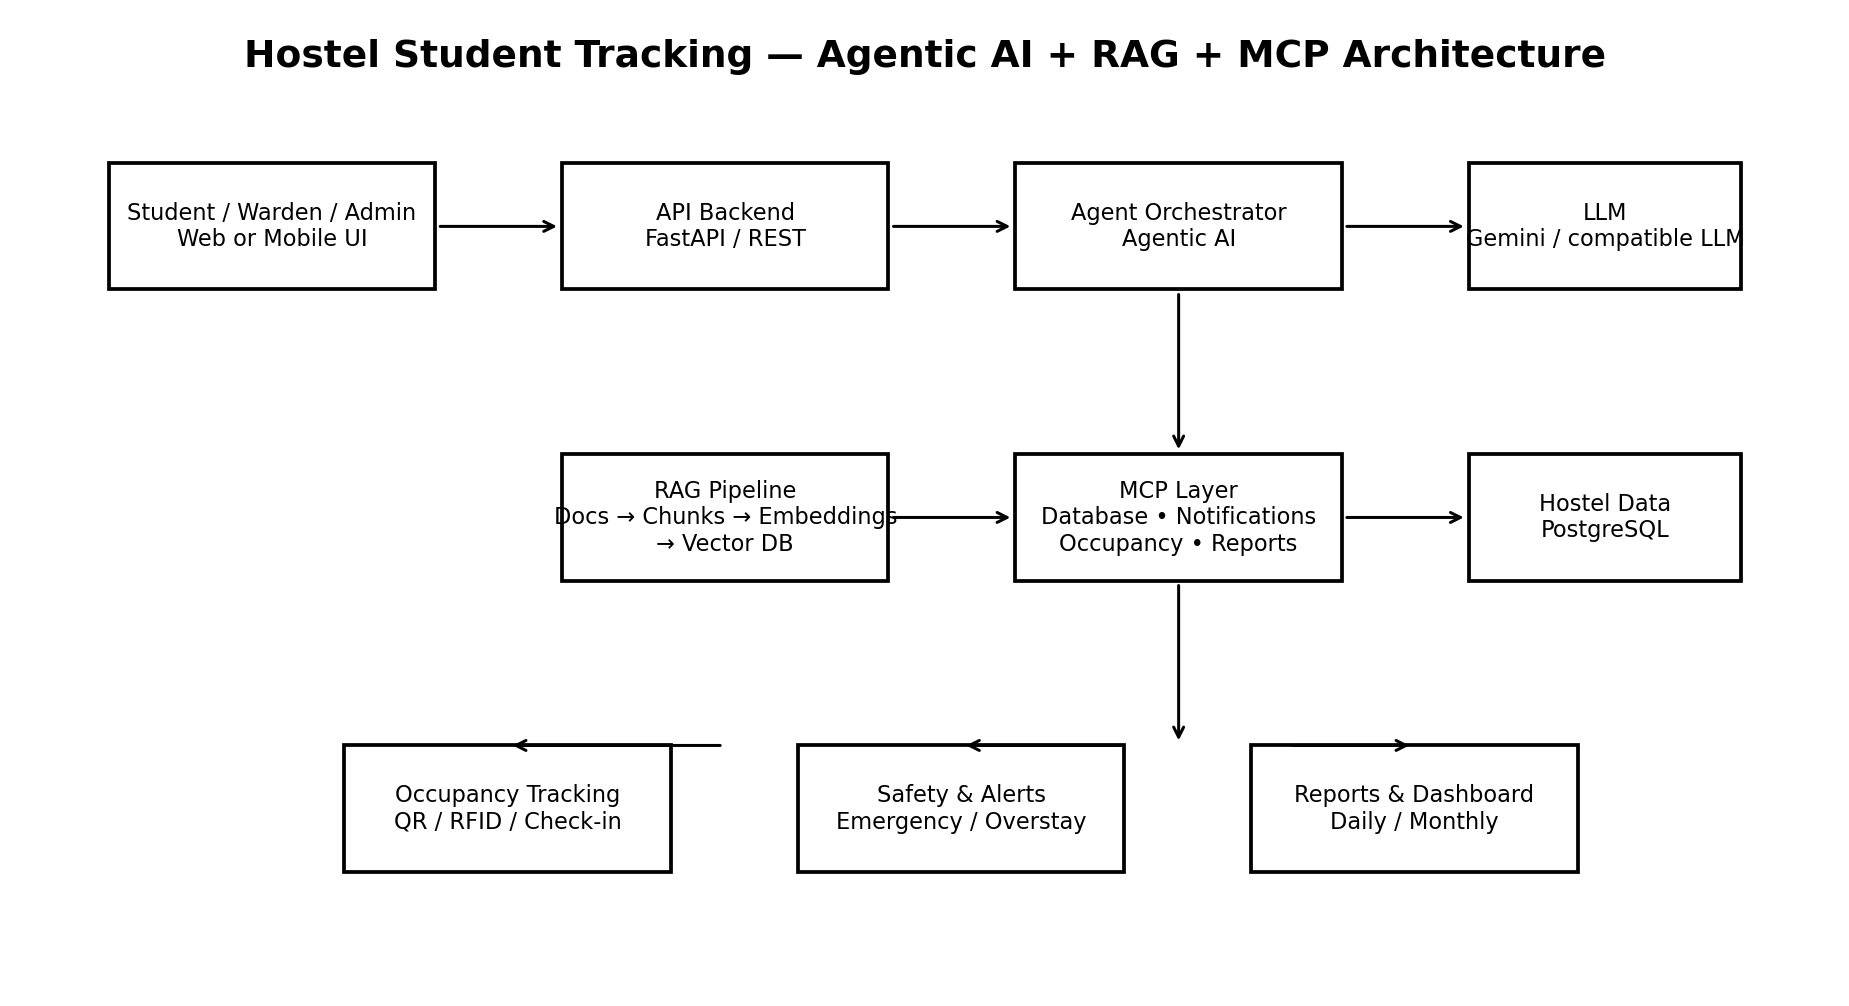 Hostel Student Tracking — Agentic AI + RAG + MCP Architecture
Student / Warden / Admin
Web or Mobile UI
API Backend
FastAPI / REST
Agent Orchestrator
Agentic AI
LLM
Gemini / compatible LLM
RAG Pipeline
Docs → Chunks → Embeddings
→ Vector DB
MCP Layer
Database • Notifications
Occupancy • Reports
Hostel Data
PostgreSQL
Occupancy Tracking
QR / RFID / Check-in
Safety & Alerts
Emergency / Overstay
Reports & Dashboard
Daily / Monthly